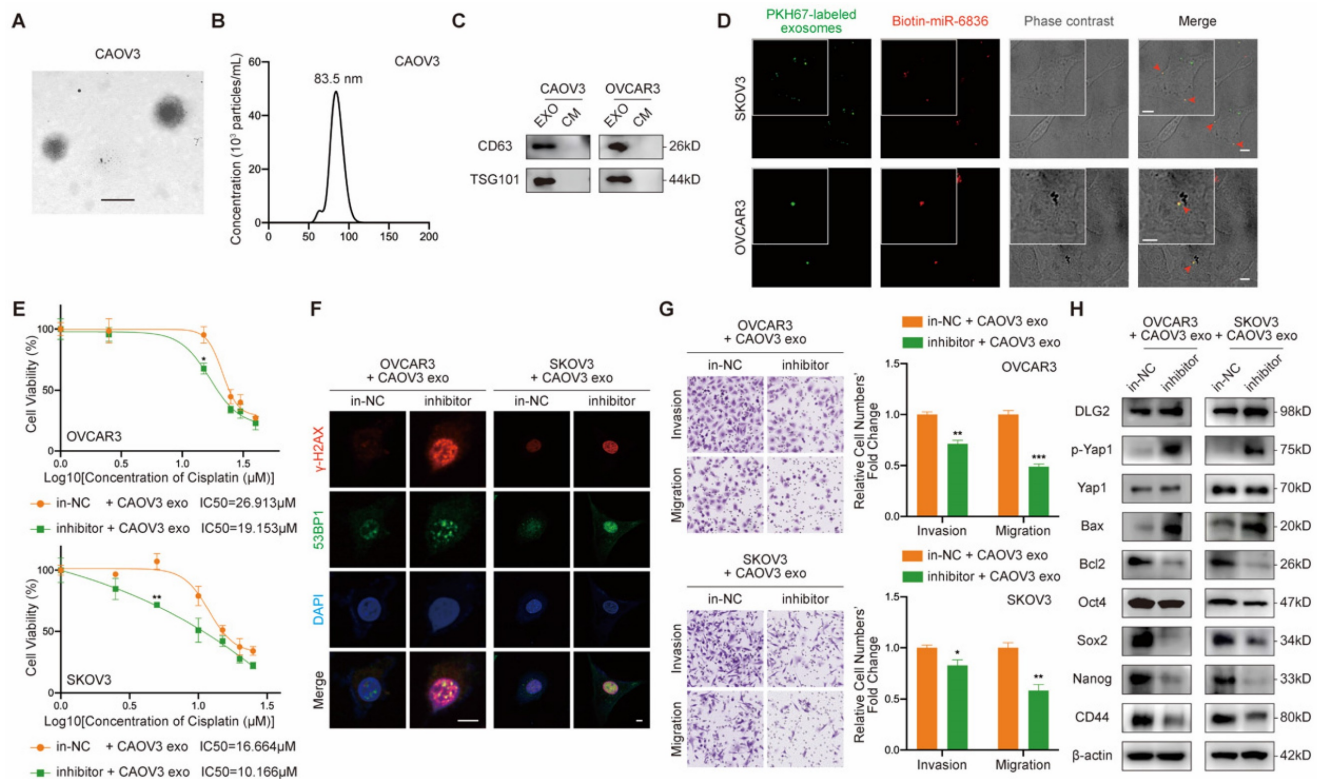 A
CAOV3
B
Concentration (10³ particles/mL)
60
40
20
0
83.5 nm
CAOV3
0 50 100 150 200
C
CAOV3 OVCAR3
EXO CM EXO CM
CD63 26kD
TSG101 44kD
D
PKH67-labeled exosomes
Biotin-miR-6836
Phase contrast
Merge
SKOV3
OVCAR3
E
Cell Viability (%)
100
50
0
*
OVCAR3
0.0 0.5 1.0 1.5
Log10[Concentration of Cisplatin (µM)]
in-NC + CAOV3 exo IC50=26.913µM
inhibitor + CAOV3 exo IC50=19.153µM
Cell Viability (%)
100
50
0
**
SKOV3
0.0 0.5 1.0 1.5
Log10[Concentration of Cisplatin (µM)]
in-NC + CAOV3 exo IC50=16.664µM
inhibitor + CAOV3 exo IC50=10.166µM
F
OVCAR3 + CAOV3 exo
SKOV3 + CAOV3 exo
in-NC inhibitor in-NC inhibitor
γ-H2AX
53BP1
DAPI
Merge
G
OVCAR3 + CAOV3 exo
in-NC inhibitor
Invasion
Migration
in-NC + CAOV3 exo
inhibitor + CAOV3 exo
OVCAR3
Relative Cell Numbers' Fold Change
1.5
1.0
0.5
0.0
** ***
Invasion Migration
SKOV3 + CAOV3 exo
in-NC inhibitor
Invasion
Migration
in-NC + CAOV3 exo
inhibitor + CAOV3 exo
SKOV3
Relative Cell Numbers' Fold Change
1.5
1.0
0.5
0.0
* **
Invasion Migration
H
OVCAR3 + CAOV3 exo
SKOV3 + CAOV3 exo
in-NC inhibitor in-NC inhibitor
DLG2 98kD
p-Yap1 75kD
Yap1 70kD
Bax 20kD
Bcl2 26kD
Oct4 47kD
Sox2 34kD
Nanog 33kD
CD44 80kD
β-actin 42kD